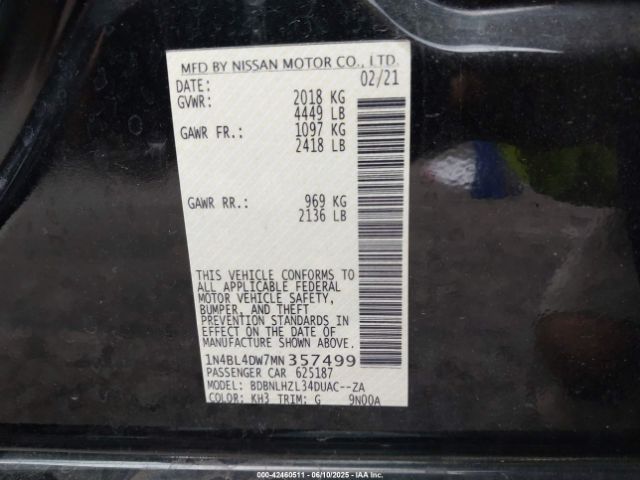 MFD BY NISSAN MOTOR CO., LTD.
DATE: 02/21
GVWR: 2018 KG
4449 LB
GAWR FR.: 1097 KG
2418 LB
GAWR RR.: 969 KG
2136 LB
THIS VEHICLE CONFORMS TO
ALL APPLICABLE FEDERAL
MOTOR VEHICLE SAFETY,
BUMPER, AND THEFT
PREVENTION STANDARDS IN
EFFECT ON THE DATE OF
MANUFACTURE SHOWN ABOVE.
1N4BL4DW7MN357499
PASSENGER CAR 625187
MODEL: BDBNLHZL34DUAC--ZA
COLOR: KH3 TRIM: G 9N00A
000-42460511 - 06/10/2025 - IAA Inc.